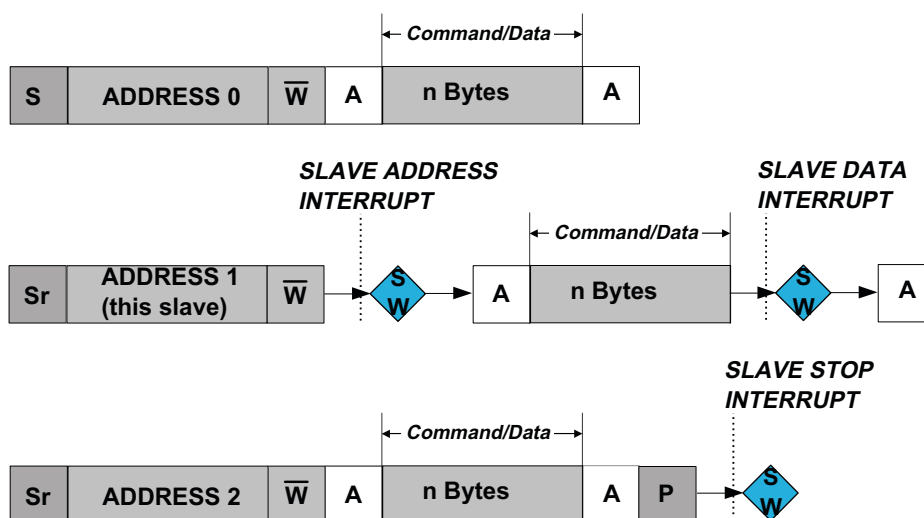 Command/Data
S ADDRESS 0 W̅ A n Bytes A
SLAVE ADDRESS
INTERRUPT
SLAVE DATA
INTERRUPT
Command/Data
Sr ADDRESS 1
(this slave) W̅ S
W A n Bytes S
W A
SLAVE STOP
INTERRUPT
Command/Data
Sr ADDRESS 2 W̅ A n Bytes A P S
W